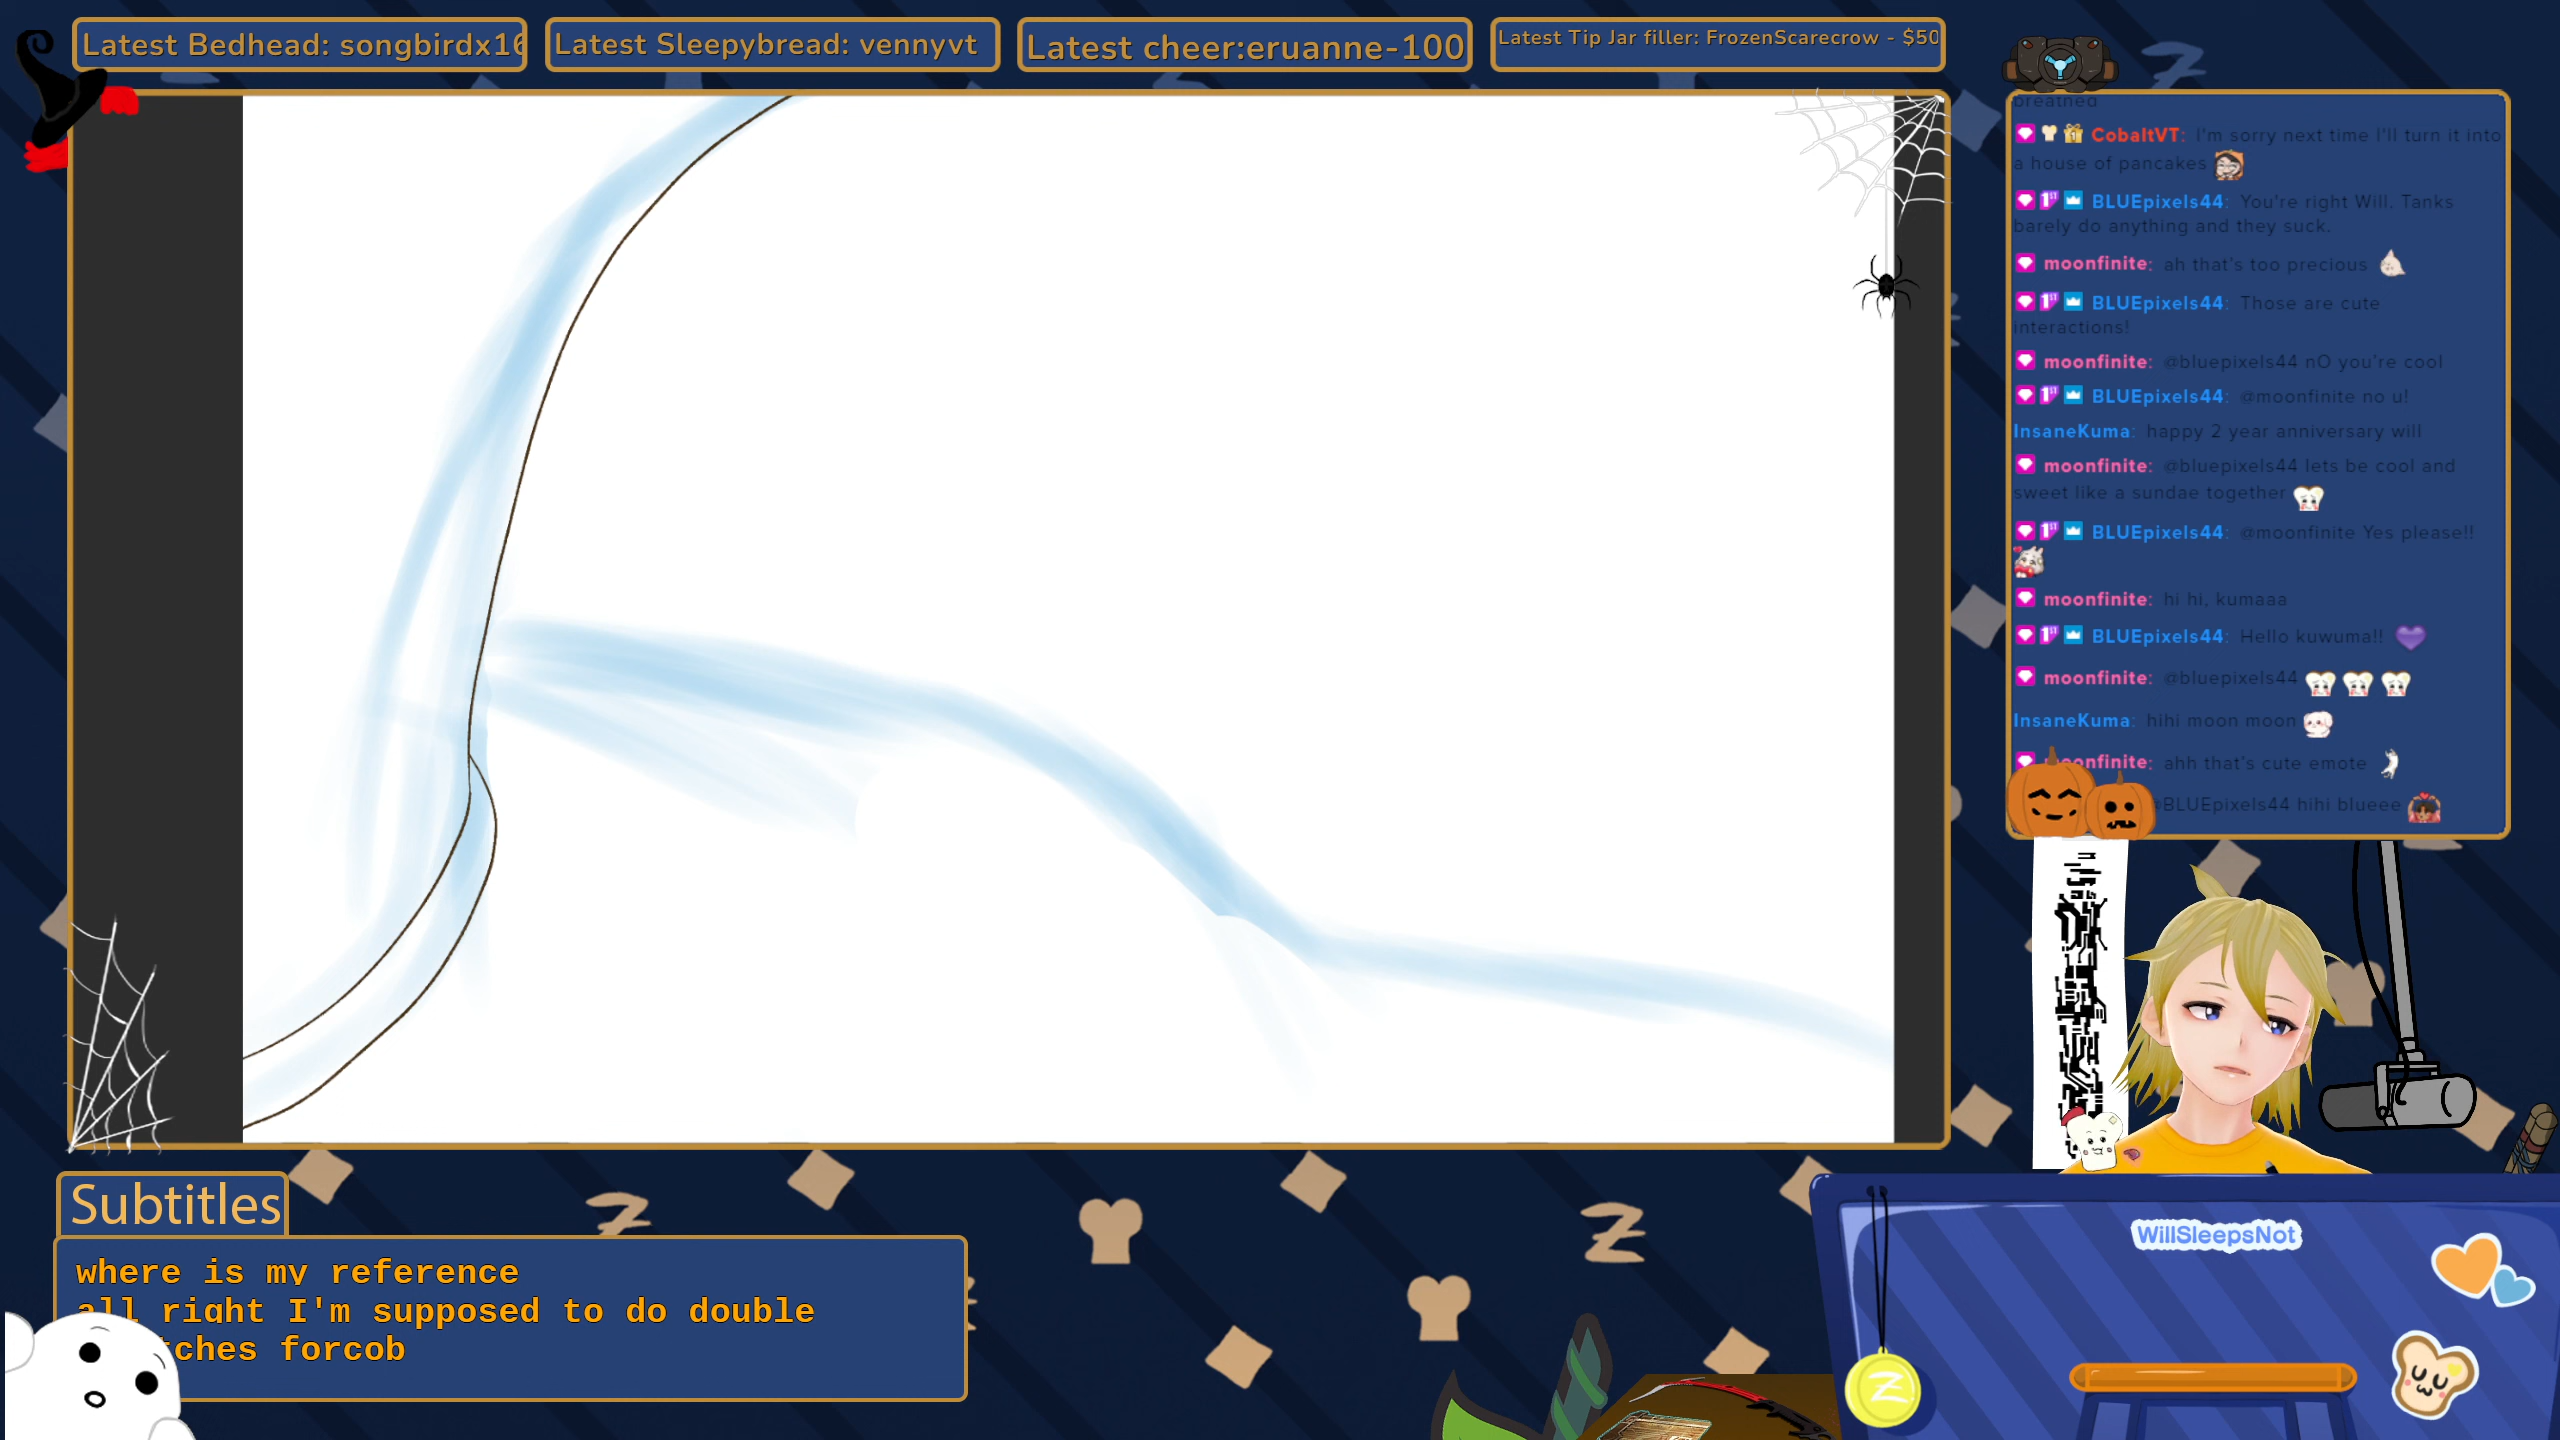 Latest Bedhead: songbirdx16
Latest Sleepybread: vennyvt
Latest cheer:eruanne-100
Latest Tip Jar filler: FrozenScarecrow - $50
breathed
CobaltVT: I'm sorry next time I'll turn it into
a house of pancakes
BLUEpixels44: You're right Will. Tanks
barely do anything and they suck.
moonfinite: ah that's too precious
BLUEpixels44: Those are cute
interactions!
moonfinite: @bluepixels44 nO you're cool
BLUEpixels44: @moonfinite no u!
InsaneKuma: happy 2 year anniversary will
moonfinite: @bluepixels44 lets be cool and
sweet like a sundae together
BLUEpixels44: @moonfinite Yes please!!
moonfinite: hi hi, kumaaa
BLUEpixels44: Hello kuwuma!!
moonfinite: @bluepixels44
InsaneKuma: hihi moon moon
moonfinite: ahh that's cute emote
@BLUEpixels44 hihi blueee
WillSleepsNot
Z
Subtitles
where is my reference
all right I'm supposed to do double
forcob